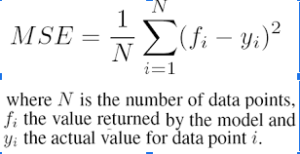 MSE = \frac{1}{N} \sum_{i=1}^{N} (f_i - y_i)^2
where N is the number of data points,
f_i the value returned by the model and
y_i the actual value for data point i.